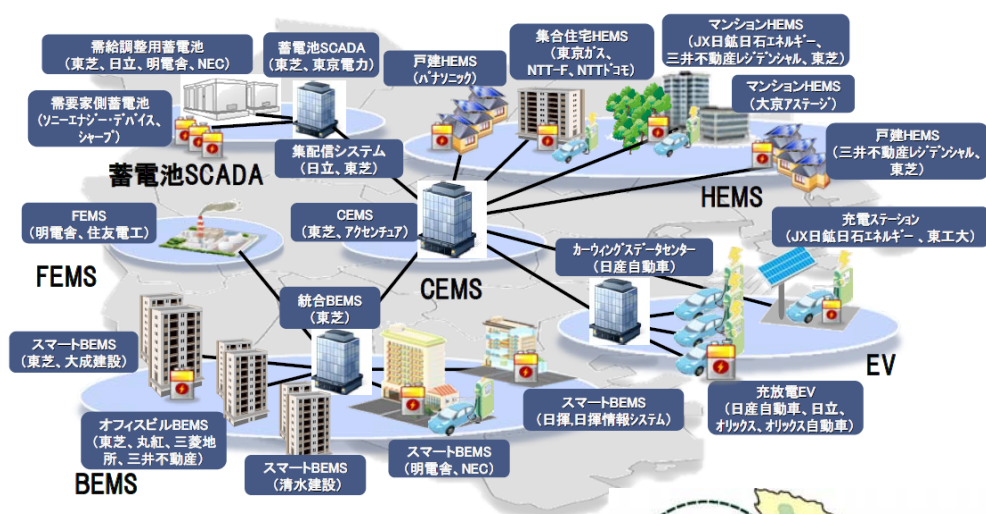 需給調整用蓄電池
(東芝、日立、明電舎、NEC)
蓄電池SCADA
(東芝、東京電力)
需要家側蓄電池
(ソニーエナジー・デバイス、
シャープ)
集配信システム
(日立、東芝)
蓄電池SCADA
戸建HEMS
(パナソニック)
集合住宅HEMS
(東京ガス、
NTT-F、NTTドコモ)
マンションHEMS
(JX日鉱日石エネルギー、
三井不動産レジデンシャル、東芝)
マンションHEMS
(大京アステージ)
戸建HEMS
(三井不動産レジデンシャル、
東芝)
HEMS
FEMS
(明電舎、住友電工)
FEMS
CEMS
(東芝、アクセンチュア)
CEMS
充電ステーション
(JX日鉱日石エネルギー、東工大)
カーウィングスデータセンター
(日産自動車)
充放電EV
(日産自動車、日立、
オリックス、オリックス自動車)
EV
統合BEMS
(東芝)
スマートBEMS
(東芝、大成建設)
オフィスビルBEMS
(東芝、丸紅、三菱地
所、三井不動産)
スマートBEMS
(清水建設)
スマートBEMS
(明電舎、NEC)
スマートBEMS
(日揮,日揮情報システム)
BEMS